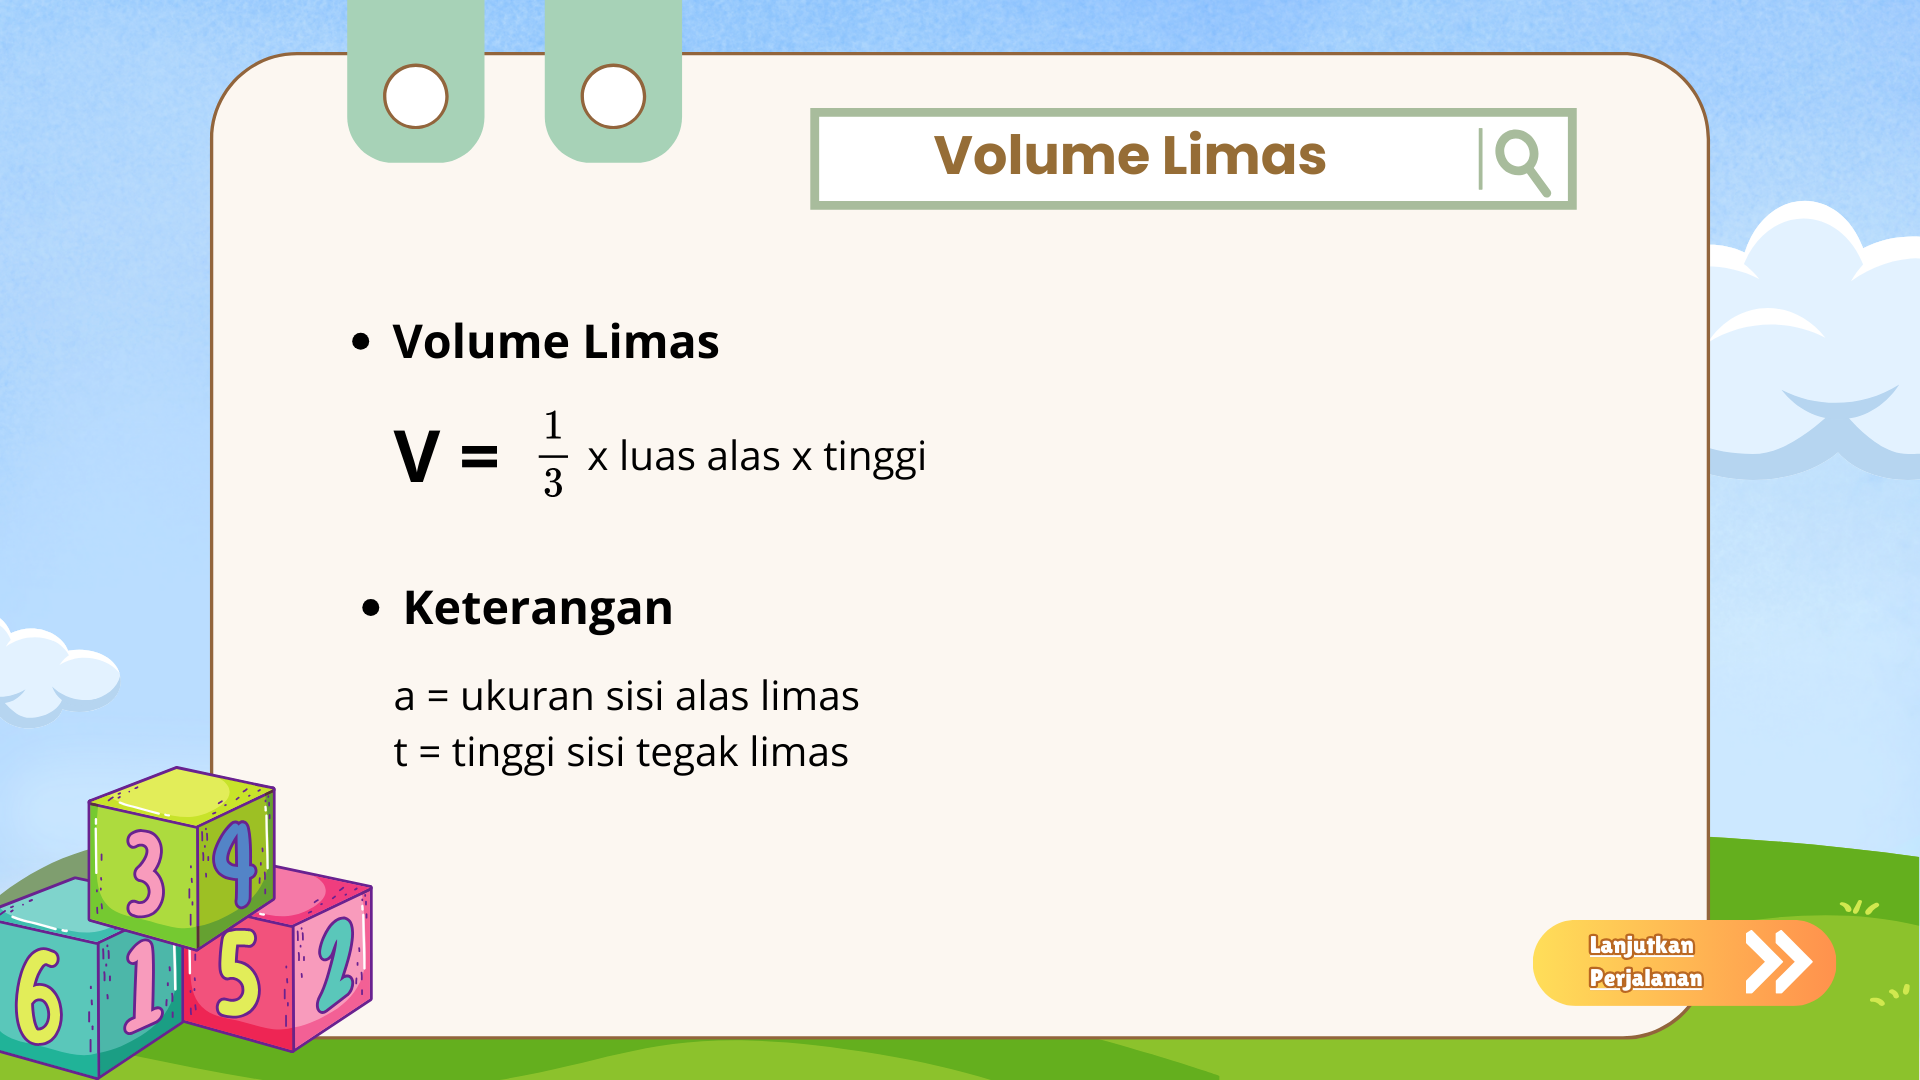 Volume Limas
• Volume Limas
V = 1/3 x luas alas x tinggi
• Keterangan
a = ukuran sisi alas limas
t = tinggi sisi tegak limas
3 4
6 1 5 2
Lanjutkan
Perjalanan